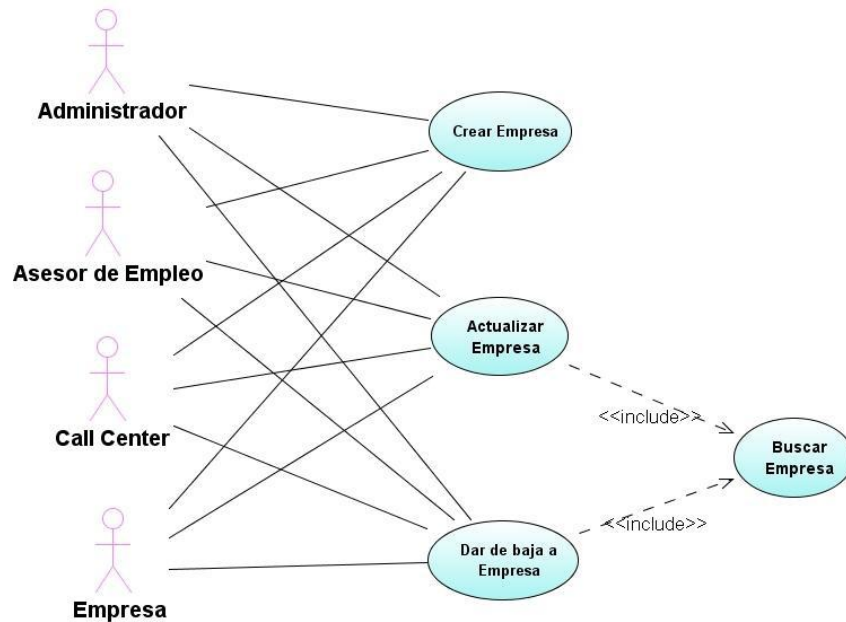 Administrador
Crear Empresa
Asesor de Empleo
Actualizar
Empresa
<<include>>
Call Center
Buscar
Empresa
<<include>>
Dar de baja a
Empresa
Empresa